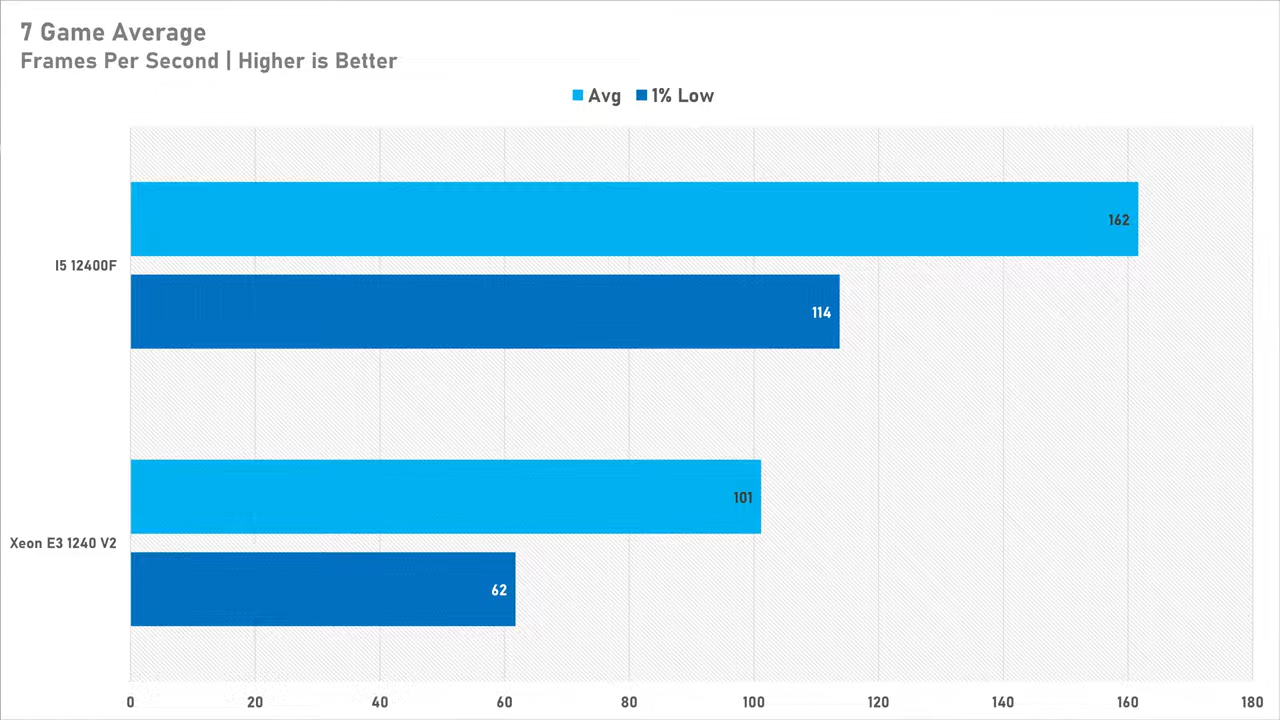 7 Game Average
Frames Per Second | Higher is Better
Avg 1% Low
162
I5 12400F
114
101
Xeon E3 1240 V2
62
0 20 40 60 80 100 120 140 160 180